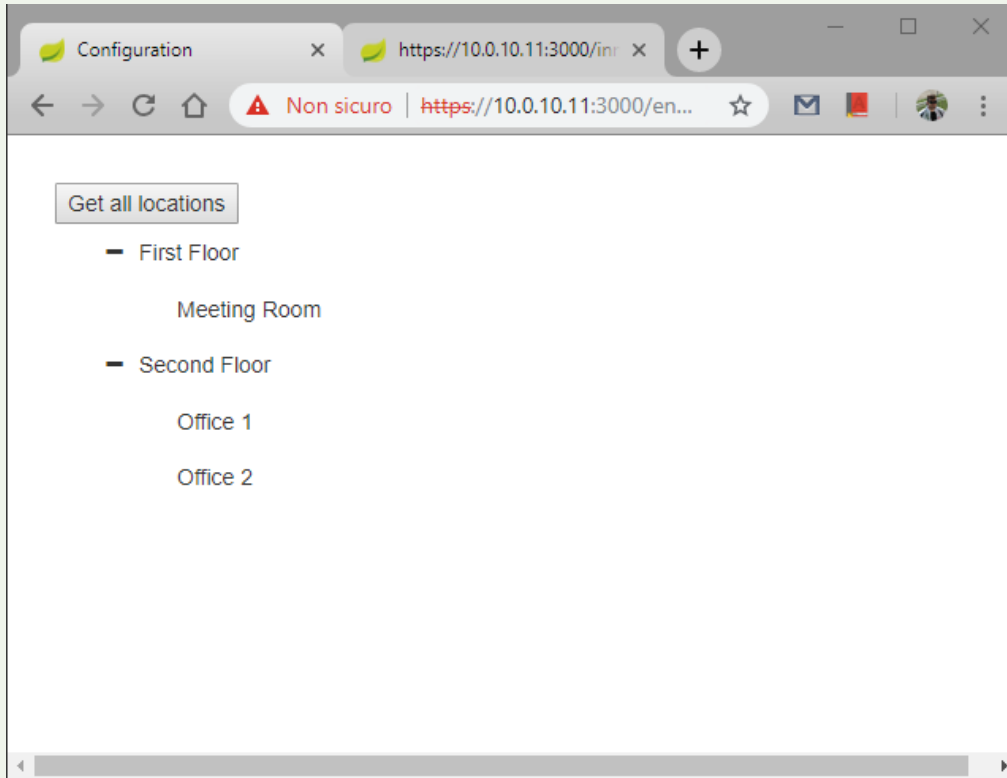 Configuration
https://10.0.10.11:3000/inr
Non sicuro https://10.0.10.11:3000/en...
Get all locations
First Floor
Meeting Room
Second Floor
Office 1
Office 2